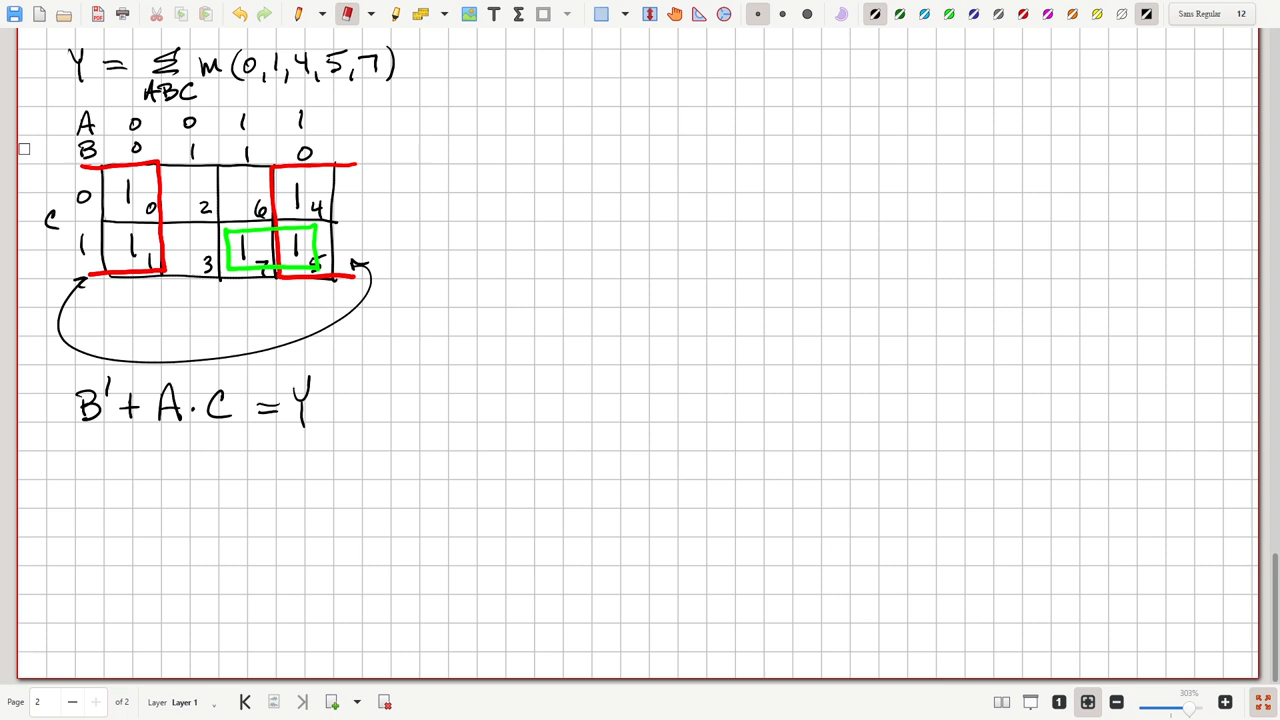 Sans Regular 12
Y = Σ m(0,1,4,5,7)
ABC
A 0 0 1 1
B 0 1 1 0
0 1 0 2 6 1 4
C
1 1 1 3 1 7 1 5
B' + A · C = Y
Page 2 of 2 Layer Layer 1 303%